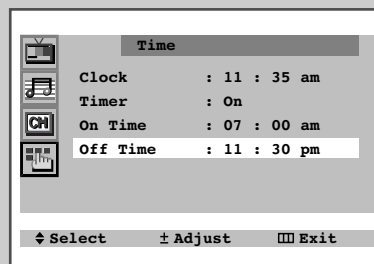 Time
Clock : 11 : 35 am
Timer : On
CH
On Time : 07 : 00 am
Off Time : 11 : 30 pm
Select ± Adjust Exit